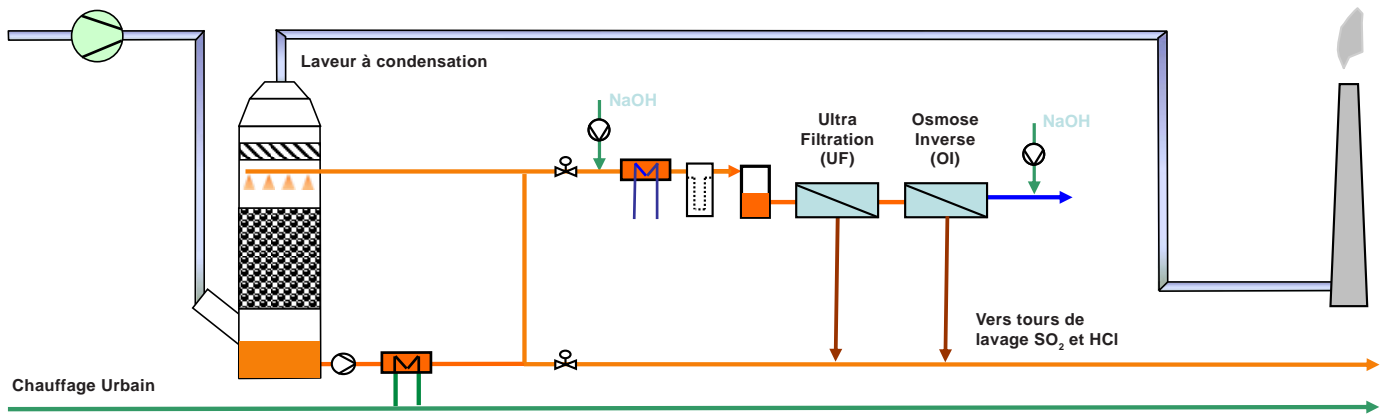 Laveur à condensation
NaOH
Ultra
Filtration
(UF)
Osmose
Inverse
(OI)
NaOH
Vers tours de
lavage SO₂ et HCl
Chauffage Urbain